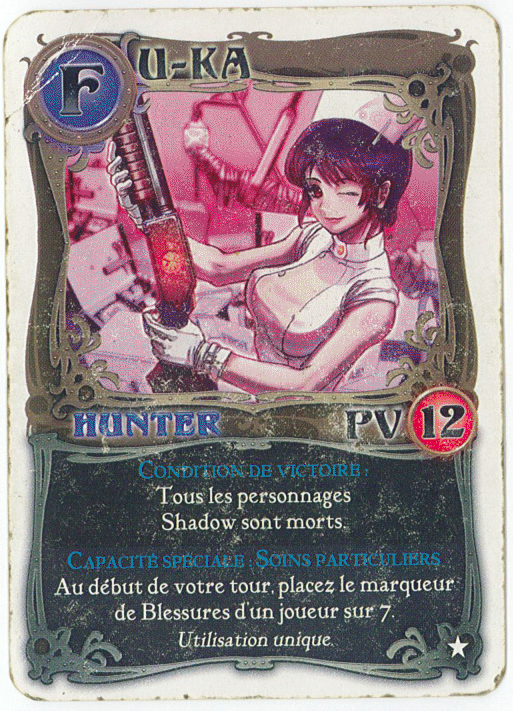 FU-KA
HUNTER
PV 12
CONDITION DE VICTOIRE :
Tous les personnages
Shadow sont morts.
CAPACITÉ SPÉCIALE : SOINS PARTICULIERS
Au début de votre tour, placez le marqueur
de Blessures d'un joueur sur 7.
Utilisation unique.